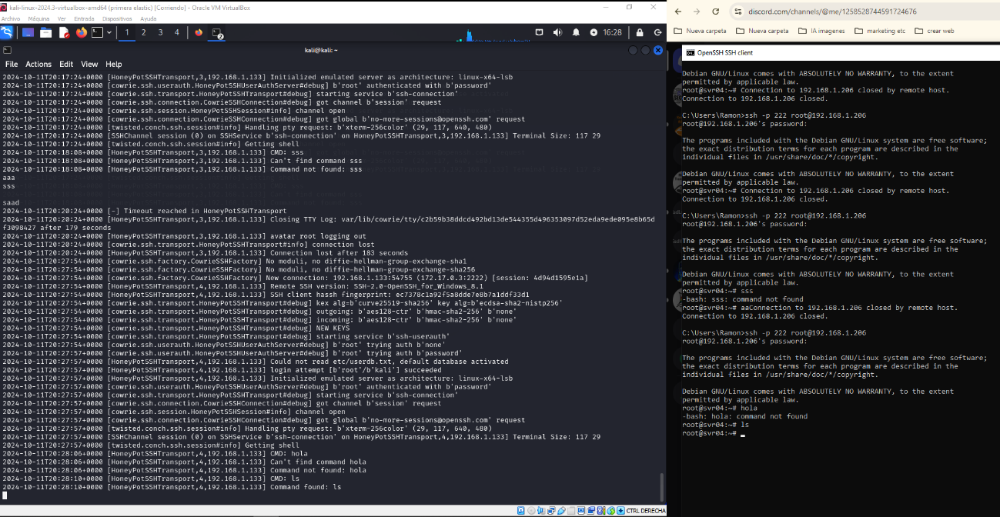 kali-linux-2024.3-virtualbox-amd64 (primera elastic) [Corriendo] - Oracle VM VirtualBox
Archivo Máquina Ver Entrada Dispositivos Ayuda
1 2 3 4 2 16:28
kali@kali: ~
File Actions Edit View Help
2024-10-11T20:17:24+0000 [HoneyPotSSHTransport,3,192.168.1.133] Initialized emulated server as architecture: linux-x64-lsb
2024-10-11T20:17:24+0000 [cowrie.ssh.userauth.HoneyPotSSHUserAuthServer#debug] b'root' authenticated with b'password'
2024-10-11T20:17:24+0000 [cowrie.ssh.transport.HoneyPotSSHTransport#debug] starting service b'ssh-connection'
2024-10-11T20:17:24+0000 [cowrie.ssh.connection.CowrieSSHConnection#debug] got channel b'session' request
2024-10-11T20:17:24+0000 [cowrie.ssh.session.HoneyPotSSHSession#info] channel open
2024-10-11T20:17:24+0000 [cowrie.ssh.connection.CowrieSSHConnection#debug] got global b'no-more-sessions@openssh.com' request
2024-10-11T20:17:24+0000 [twisted.conch.ssh.session#info] Handling pty request: b'xterm-256color' (29, 117, 640, 480)
2024-10-11T20:17:24+0000 [SSHChannel session (0) on SSHService b'ssh-connection' on HoneyPotSSHTransport,3,192.168.1.133] Terminal Size: 117 29
2024-10-11T20:17:24+0000 [twisted.conch.ssh.session#info] Getting shell
2024-10-11T20:18:08+0000 [HoneyPotSSHTransport,3,192.168.1.133] CMD: sss
2024-10-11T20:18:08+0000 [HoneyPotSSHTransport,3,192.168.1.133] Can't find command sss
2024-10-11T20:18:08+0000 [HoneyPotSSHTransport,3,192.168.1.133] Command not found: sss
aaa
sss
saad
2024-10-11T20:20:24+0000 [-] Timeout reached in HoneyPotSSHTransport
2024-10-11T20:20:24+0000 [HoneyPotSSHTransport,3,192.168.1.133] Closing TTY Log: var/lib/cowrie/tty/c2b59b38ddcd492bd13de544355d496353097d52eda9ede095e8b65d
f3098427 after 179 seconds
2024-10-11T20:20:24+0000 [HoneyPotSSHTransport,3,192.168.1.133] avatar root logging out
2024-10-11T20:20:24+0000 [cowrie.ssh.transport.HoneyPotSSHTransport#info] connection lost
2024-10-11T20:20:24+0000 [HoneyPotSSHTransport,3,192.168.1.133] Connection lost after 183 seconds
2024-10-11T20:27:54+0000 [cowrie.ssh.factory.CowrieSSHFactory] No moduli, no diffie-hellman-group-exchange-sha1
2024-10-11T20:27:54+0000 [cowrie.ssh.factory.CowrieSSHFactory] No moduli, no diffie-hellman-group-exchange-sha256
2024-10-11T20:27:54+0000 [cowrie.ssh.factory.CowrieSSHFactory] New connection: 192.168.1.133:54755 (172.17.0.3:2222) [session: 4d94d1595e1a]
2024-10-11T20:27:54+0000 [HoneyPotSSHTransport,4,192.168.1.133] Remote SSH version: SSH-2.0-OpenSSH_for_Windows_8.1
2024-10-11T20:27:54+0000 [HoneyPotSSHTransport,4,192.168.1.133] SSH client hassh fingerprint: ec7378c1a92f5a8dde7e8b7a1ddf33d1
2024-10-11T20:27:54+0000 [cowrie.ssh.transport.HoneyPotSSHTransport#debug] kex alg=b'curve25519-sha256' key alg=b'ecdsa-sha2-nistp256'
2024-10-11T20:27:54+0000 [cowrie.ssh.transport.HoneyPotSSHTransport#debug] outgoing: b'aes128-ctr' b'hmac-sha2-256' b'none'
2024-10-11T20:27:54+0000 [cowrie.ssh.transport.HoneyPotSSHTransport#debug] incoming: b'aes128-ctr' b'hmac-sha2-256' b'none'
2024-10-11T20:27:54+0000 [cowrie.ssh.transport.HoneyPotSSHTransport#debug] NEW KEYS
2024-10-11T20:27:54+0000 [cowrie.ssh.transport.HoneyPotSSHTransport#debug] starting service b'ssh-userauth'
2024-10-11T20:27:54+0000 [cowrie.ssh.userauth.HoneyPotSSHUserAuthServer#debug] b'root' trying auth b'none'
2024-10-11T20:27:57+0000 [cowrie.ssh.userauth.HoneyPotSSHUserAuthServer#debug] b'root' trying auth b'password'
2024-10-11T20:27:57+0000 [HoneyPotSSHTransport,4,192.168.1.133] Could not read etc/userdb.txt, default database activated
2024-10-11T20:27:57+0000 [HoneyPotSSHTransport,4,192.168.1.133] login attempt [b'root'/b'kali'] succeeded
2024-10-11T20:27:57+0000 [HoneyPotSSHTransport,4,192.168.1.133] Initialized emulated server as architecture: linux-x64-lsb
2024-10-11T20:27:57+0000 [cowrie.ssh.userauth.HoneyPotSSHUserAuthServer#debug] b'root' authenticated with b'password'
2024-10-11T20:27:57+0000 [cowrie.ssh.transport.HoneyPotSSHTransport#debug] starting service b'ssh-connection'
2024-10-11T20:27:57+0000 [cowrie.ssh.connection.CowrieSSHConnection#debug] got channel b'session' request
2024-10-11T20:27:57+0000 [cowrie.ssh.session.HoneyPotSSHSession#info] channel open
2024-10-11T20:27:57+0000 [cowrie.ssh.connection.CowrieSSHConnection#debug] got global b'no-more-sessions@openssh.com' request
2024-10-11T20:27:57+0000 [twisted.conch.ssh.session#info] Handling pty request: b'xterm-256color' (29, 117, 640, 480)
2024-10-11T20:27:57+0000 [SSHChannel session (0) on SSHService b'ssh-connection' on HoneyPotSSHTransport,4,192.168.1.133] Terminal Size: 117 29
2024-10-11T20:27:57+0000 [twisted.conch.ssh.session#info] Getting shell
2024-10-11T20:28:06+0000 [HoneyPotSSHTransport,4,192.168.1.133] CMD: hola
2024-10-11T20:28:06+0000 [HoneyPotSSHTransport,4,192.168.1.133] Can't find command hola
2024-10-11T20:28:06+0000 [HoneyPotSSHTransport,4,192.168.1.133] Command not found: hola
2024-10-11T20:28:10+0000 [HoneyPotSSHTransport,4,192.168.1.133] CMD: ls
2024-10-11T20:28:10+0000 [HoneyPotSSHTransport,4,192.168.1.133] Command found: ls
CTRL DERECHA
discord.com/channels/@me/1258528744591724676
Nueva carpeta Nueva carpeta IA imagenes marketing etc crear web
OpenSSH SSH client
Debian GNU/Linux comes with ABSOLUTELY NO WARRANTY, to the extent
permitted by applicable law.
root@svr04:~# Connection to 192.168.1.206 closed by remote host.
Connection to 192.168.1.206 closed.
C:\Users\Ramon>ssh -p 222 root@192.168.1.206
root@192.168.1.206's password:
The programs included with the Debian GNU/Linux system are free software;
the exact distribution terms for each program are described in the
individual files in /usr/share/doc/*/copyright.
Debian GNU/Linux comes with ABSOLUTELY NO WARRANTY, to the extent
permitted by applicable law.
root@svr04:~# Connection to 192.168.1.206 closed by remote host.
Connection to 192.168.1.206 closed.
C:\Users\Ramon>ssh -p 222 root@192.168.1.206
root@192.168.1.206's password:
The programs included with the Debian GNU/Linux system are free software;
the exact distribution terms for each program are described in the
individual files in /usr/share/doc/*/copyright.
Debian GNU/Linux comes with ABSOLUTELY NO WARRANTY, to the extent
permitted by applicable law.
root@svr04:~# sss
-bash: sss: command not found
root@svr04:~# aaConnection to 192.168.1.206 closed by remote host.
Connection to 192.168.1.206 closed.
C:\Users\Ramon>ssh -p 222 root@192.168.1.206
root@192.168.1.206's password:
The programs included with the Debian GNU/Linux system are free software;
the exact distribution terms for each program are described in the
individual files in /usr/share/doc/*/copyright.
Debian GNU/Linux comes with ABSOLUTELY NO WARRANTY, to the extent
permitted by applicable law.
root@svr04:~# hola
-bash: hola: command not found
root@svr04:~# ls
root@svr04:~#